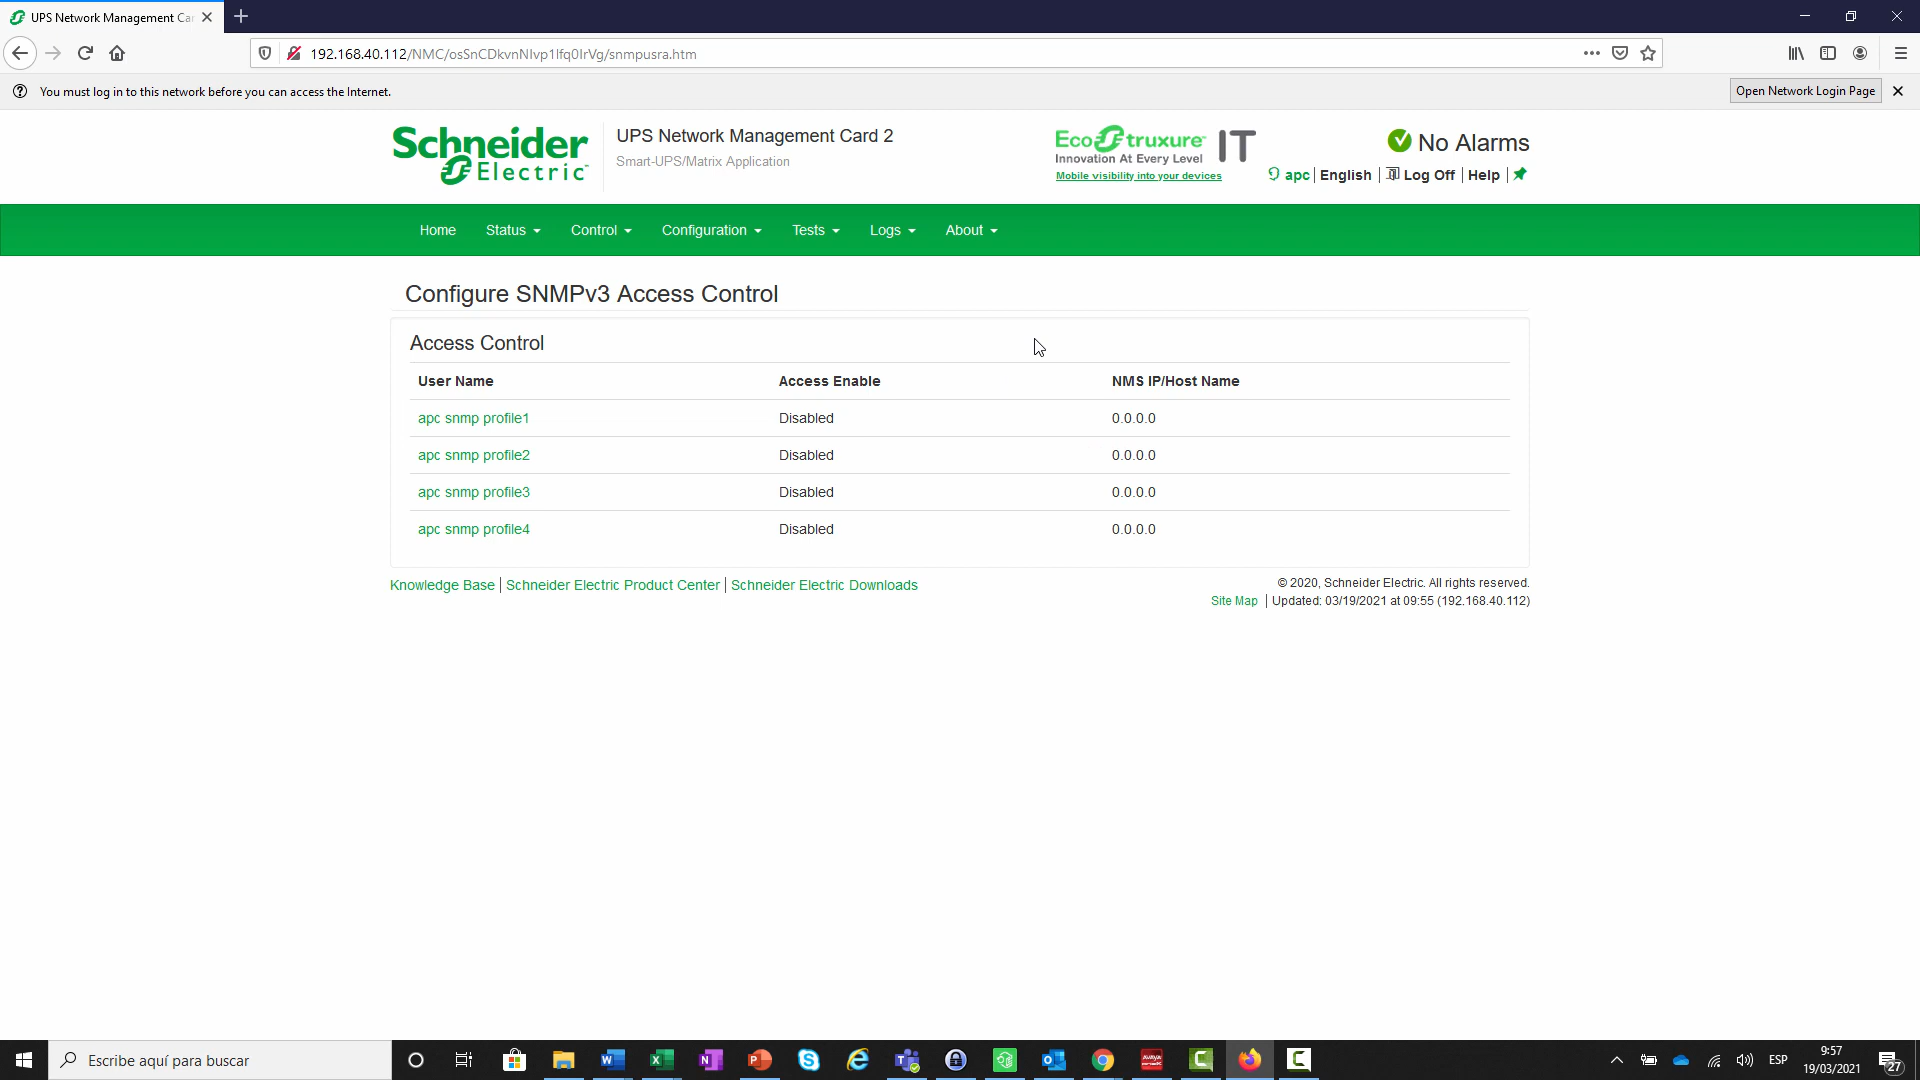 UPS Network Management Car
192.168.40.112/NMC/osSnCDkvnNIvp1lfq0IrVg/snmpusra.htm
You must log in to this network before you can access the Internet.
Open Network Login Page
Schneider
Electric
UPS Network Management Card 2
Smart-UPS/Matrix Application
EcoStruxure IT
Innovation At Every Level
Mobile visibility into your devices
No Alarms
apc | English | Log Off | Help |
Home Status Control Configuration Tests Logs About
Configure SNMPv3 Access Control
Access Control
User Name Access Enable NMS IP/Host Name
apc snmp profile1 Disabled 0.0.0.0
apc snmp profile2 Disabled 0.0.0.0
apc snmp profile3 Disabled 0.0.0.0
apc snmp profile4 Disabled 0.0.0.0
Knowledge Base | Schneider Electric Product Center | Schneider Electric Downloads
© 2020, Schneider Electric. All rights reserved.
Site Map | Updated: 03/19/2021 at 09:55 (192.168.40.112)
Escribe aquí para buscar
ESP
9:57
19/03/2021
27